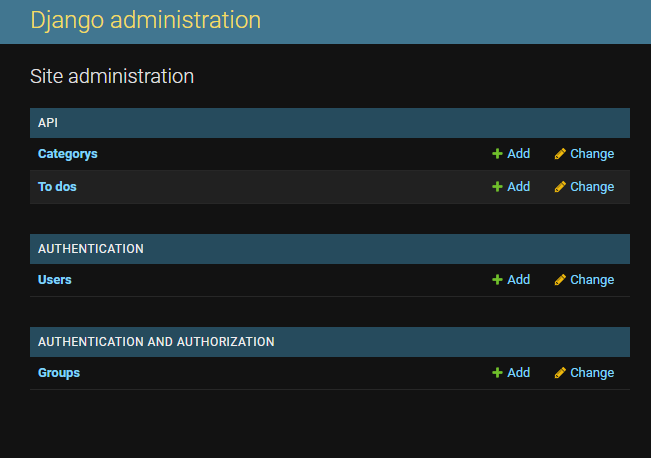 Django administration
Site administration
API
Categorys + Add Change
To dos + Add Change
AUTHENTICATION
Users + Add Change
AUTHENTICATION AND AUTHORIZATION
Groups + Add Change